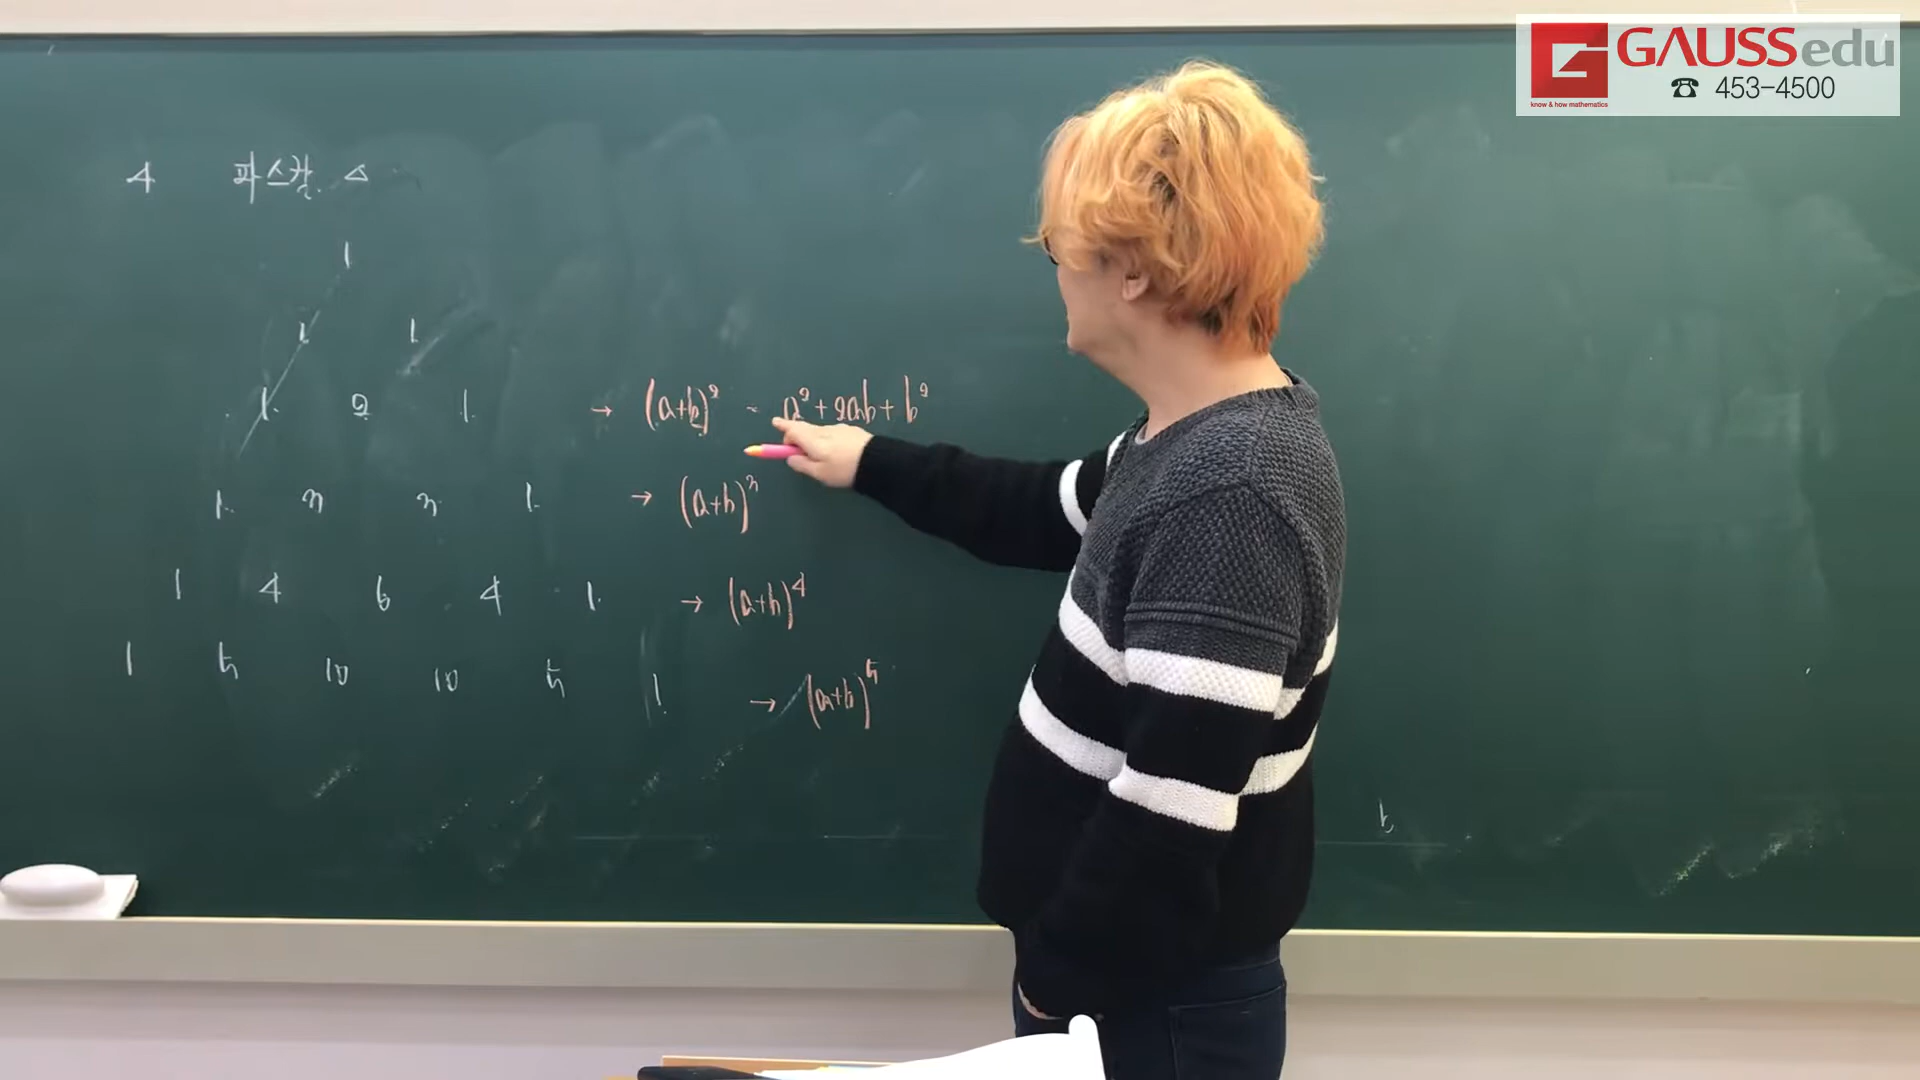 GAUSSedu
know & how mathematics
☎ 453-4500
4 파스칼 △
1
1 1
1 2 1 → (a+b)² = a² + 2ab + b²
1 3 3 1 → (a+b)³
1 4 6 4 1 → (a+b)⁴
1 5 10 10 5 1 → (a+b)⁵